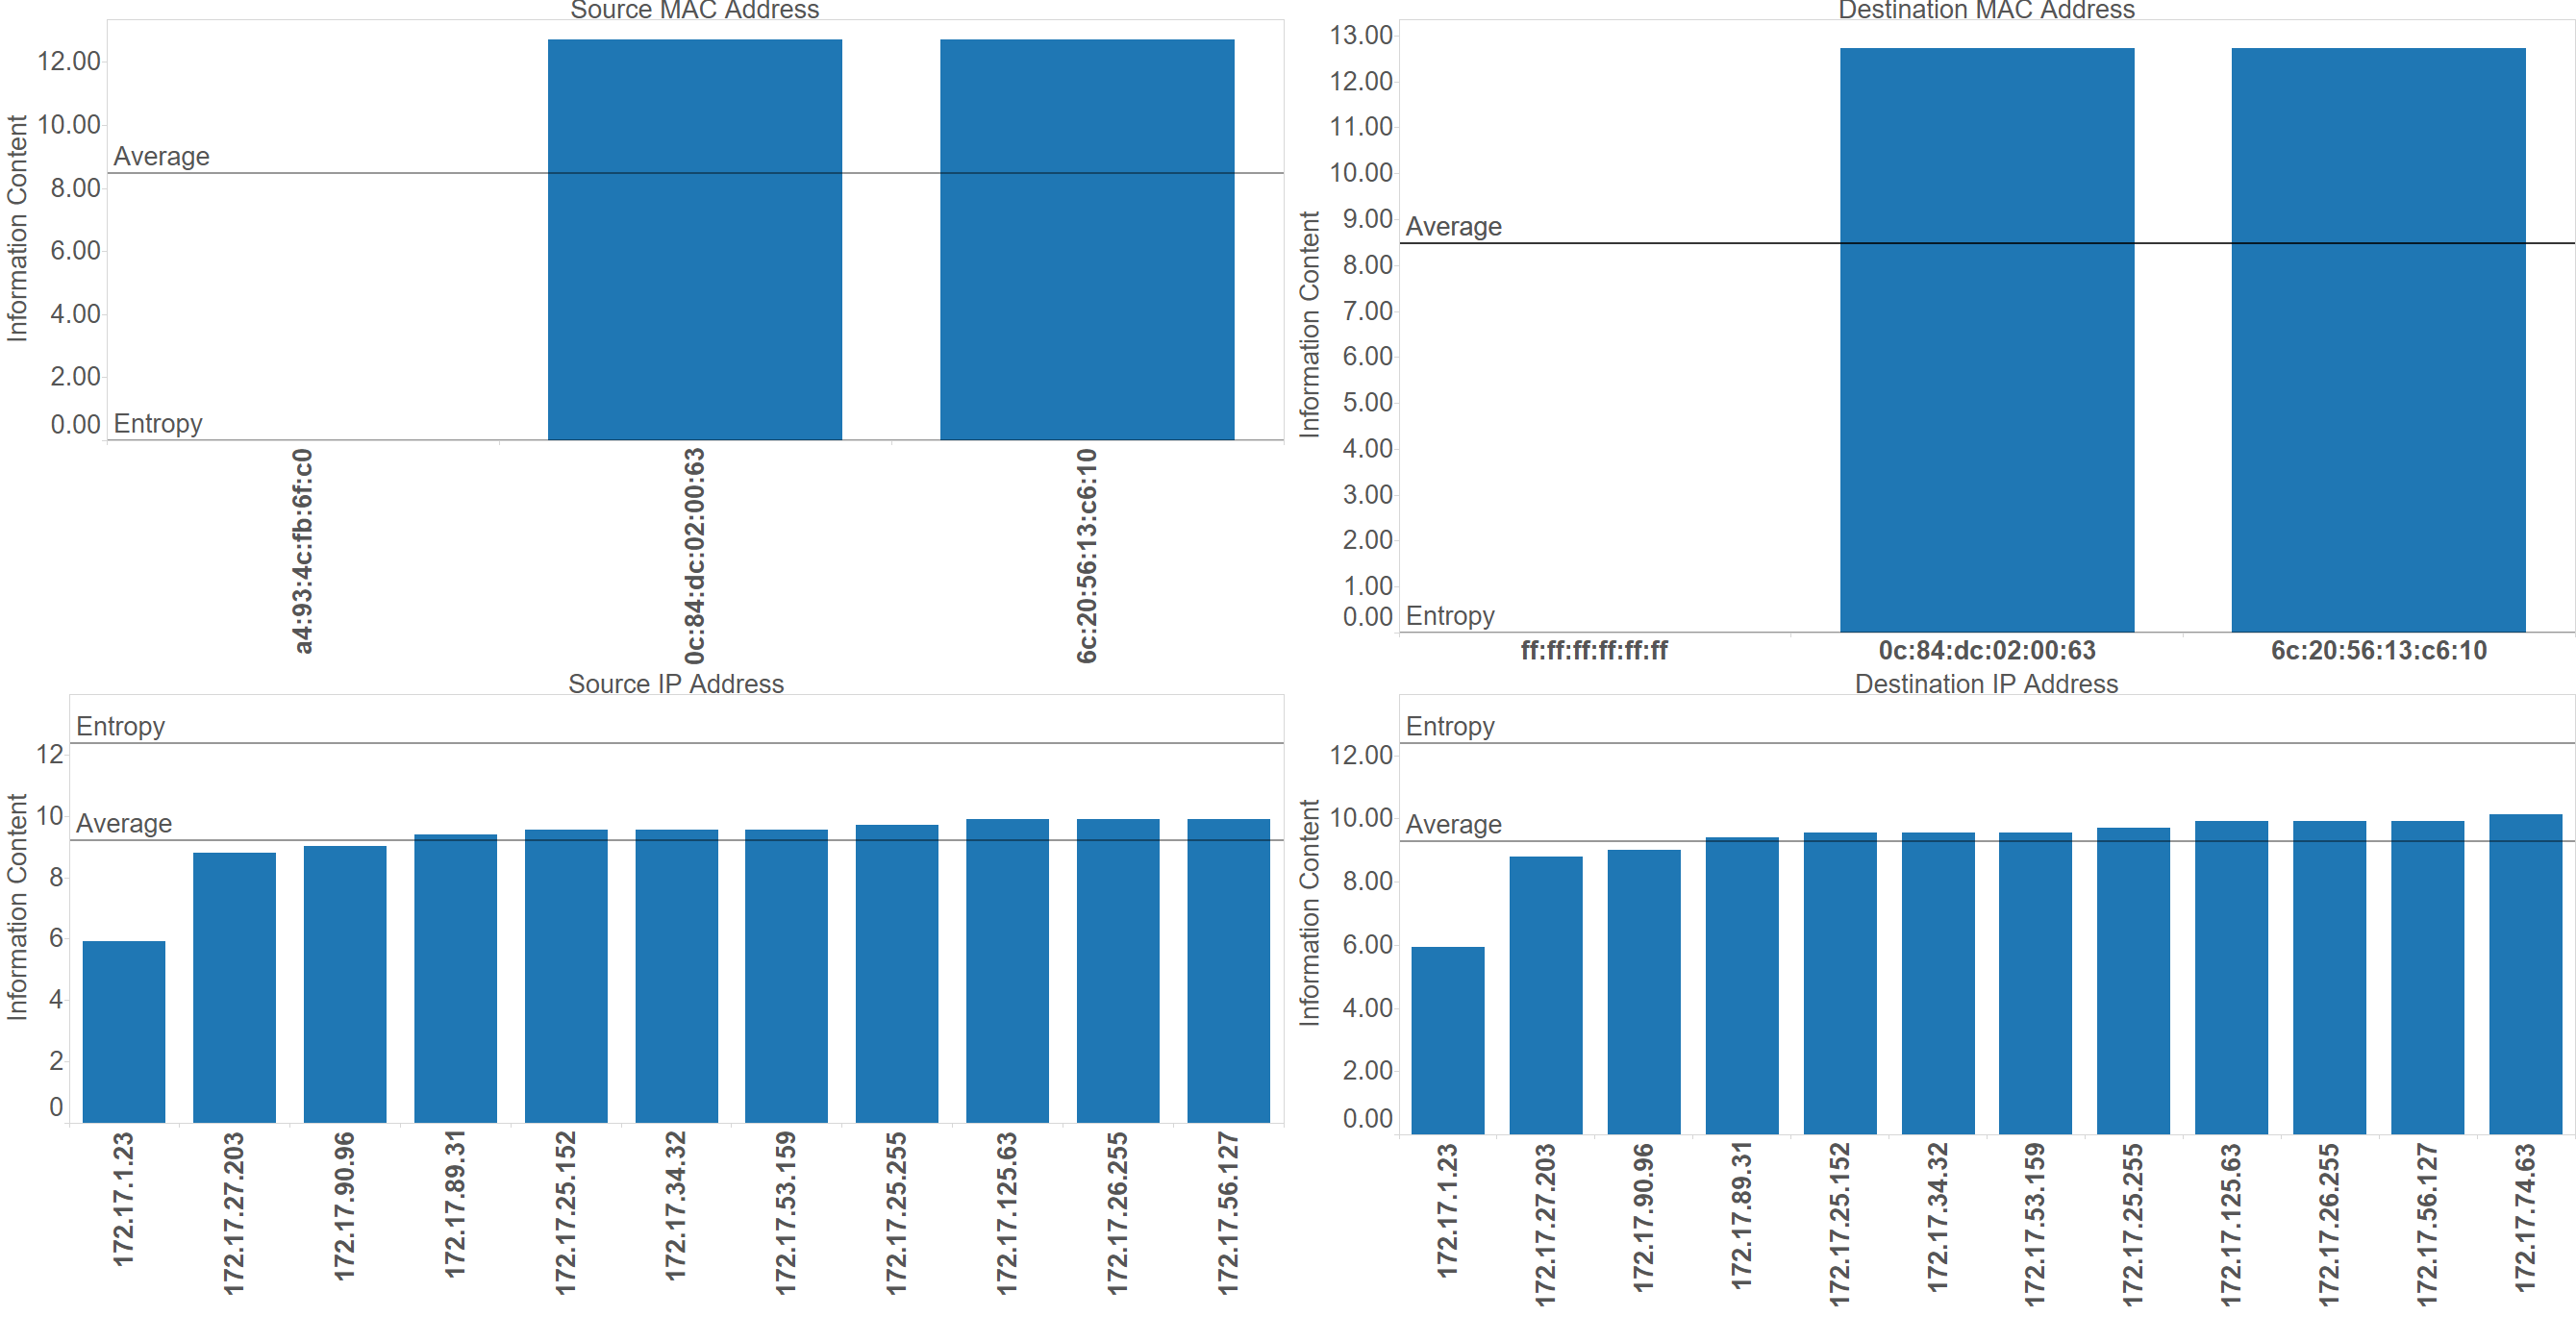 Source MAC Address
Information Content
12.00
10.00
8.00
6.00
4.00
2.00
0.00
Average
Entropy
a4:93:4c:fb:6f:c0
0c:84:dc:02:00:63
6c:20:56:13:c6:10
Destination MAC Address
Information Content
13.00
12.00
11.00
10.00
9.00
8.00
7.00
6.00
5.00
4.00
3.00
2.00
1.00
0.00
Average
Entropy
ff:ff:ff:ff:ff:ff
0c:84:dc:02:00:63
6c:20:56:13:c6:10
Source IP Address
Information Content
12
10
8
6
4
2
0
Entropy
Average
172.17.1.23
172.17.27.203
172.17.90.96
172.17.89.31
172.17.25.152
172.17.34.32
172.17.53.159
172.17.25.255
172.17.125.63
172.17.26.255
172.17.56.127
Destination IP Address
Information Content
12.00
10.00
8.00
6.00
4.00
2.00
0.00
Entropy
Average
172.17.1.23
172.17.27.203
172.17.90.96
172.17.89.31
172.17.25.152
172.17.34.32
172.17.53.159
172.17.25.255
172.17.125.63
172.17.26.255
172.17.56.127
172.17.74.63